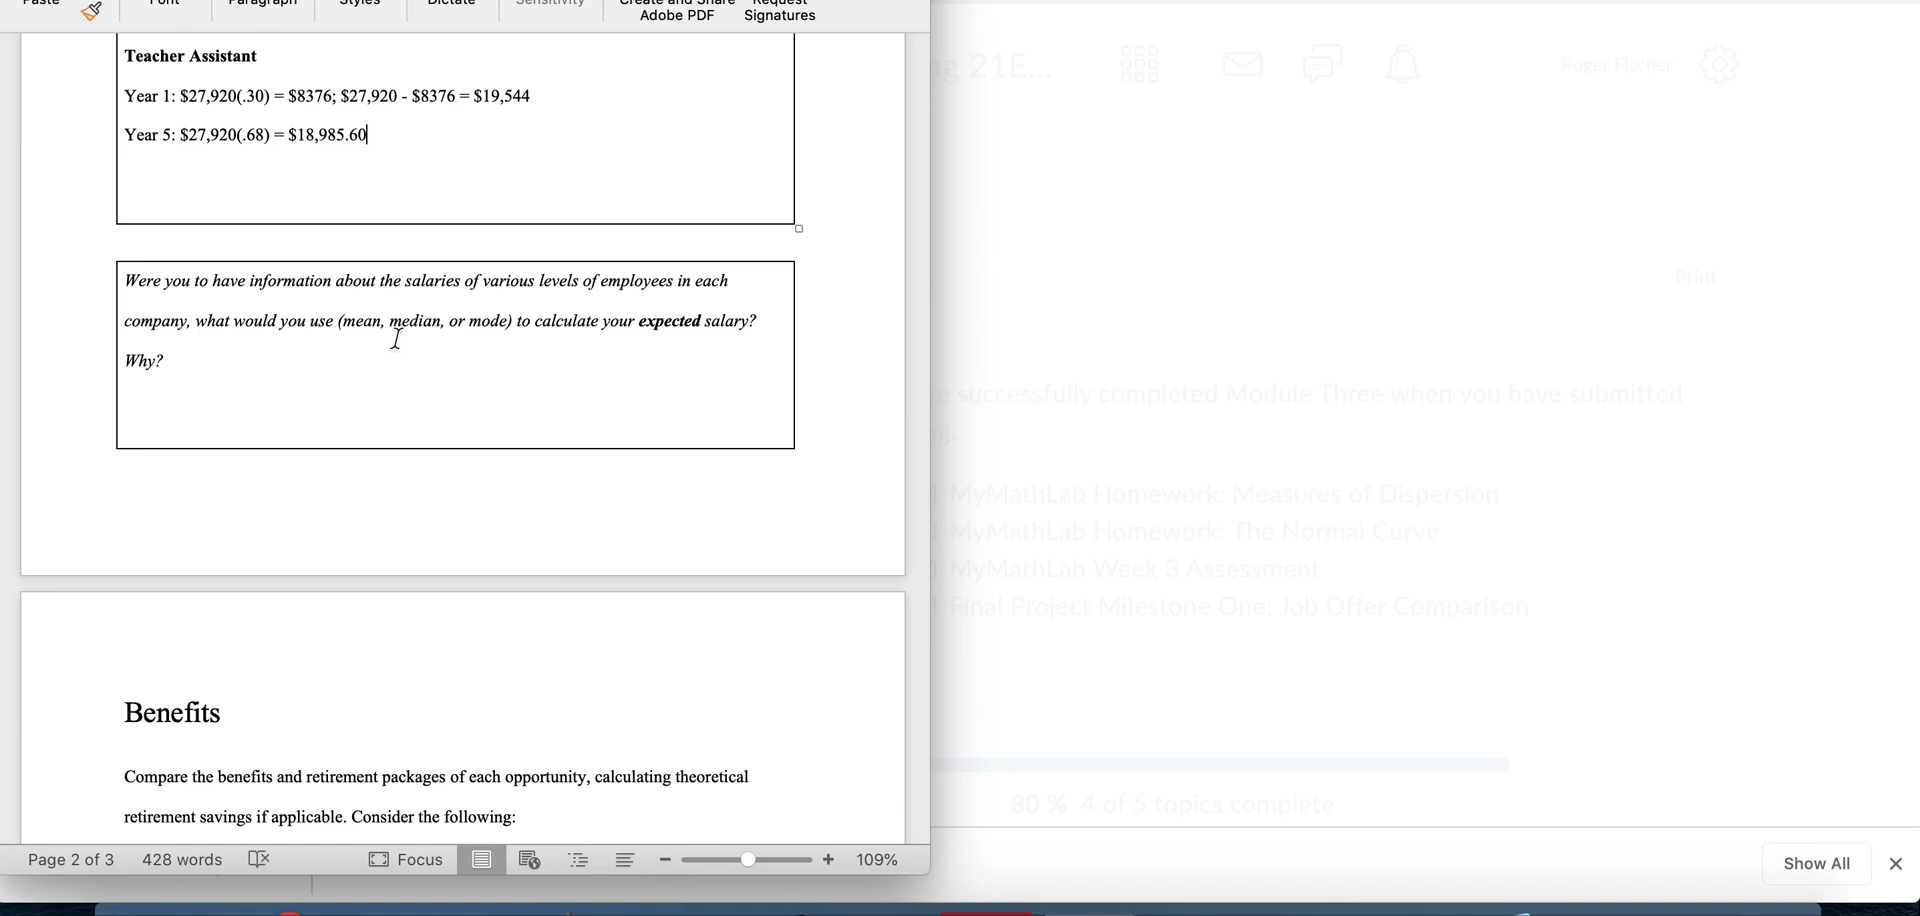 Paste
Font
Paragraph
Styles
Dictate
Sensitivity
Create and Share
Adobe PDF
Request
Signatures
Teacher Assistant
Year 1: $27,920(.30) = $8376; $27,920 - $8376 = $19,544
Year 5: $27,920(.68) = $18,985.60
Were you to have information about the salaries of various levels of employees in each
company, what would you use (mean, median, or mode) to calculate your expected salary?
Why?
Benefits
Compare the benefits and retirement packages of each opportunity, calculating theoretical
retirement savings if applicable. Consider the following:
Page 2 of 3
428 words
Focus
109%
21E...
Roger Fischer
Print
successfully completed Module Three when you have submitted
MyMathLab Homework: Measures of Dispersion
MyMathLab Homework: The Normal Curve
MyMathLab Week 3 Assessment
Final Project Milestone One: Job Offer Comparison
80 % 4 of 5 topics complete
Show All